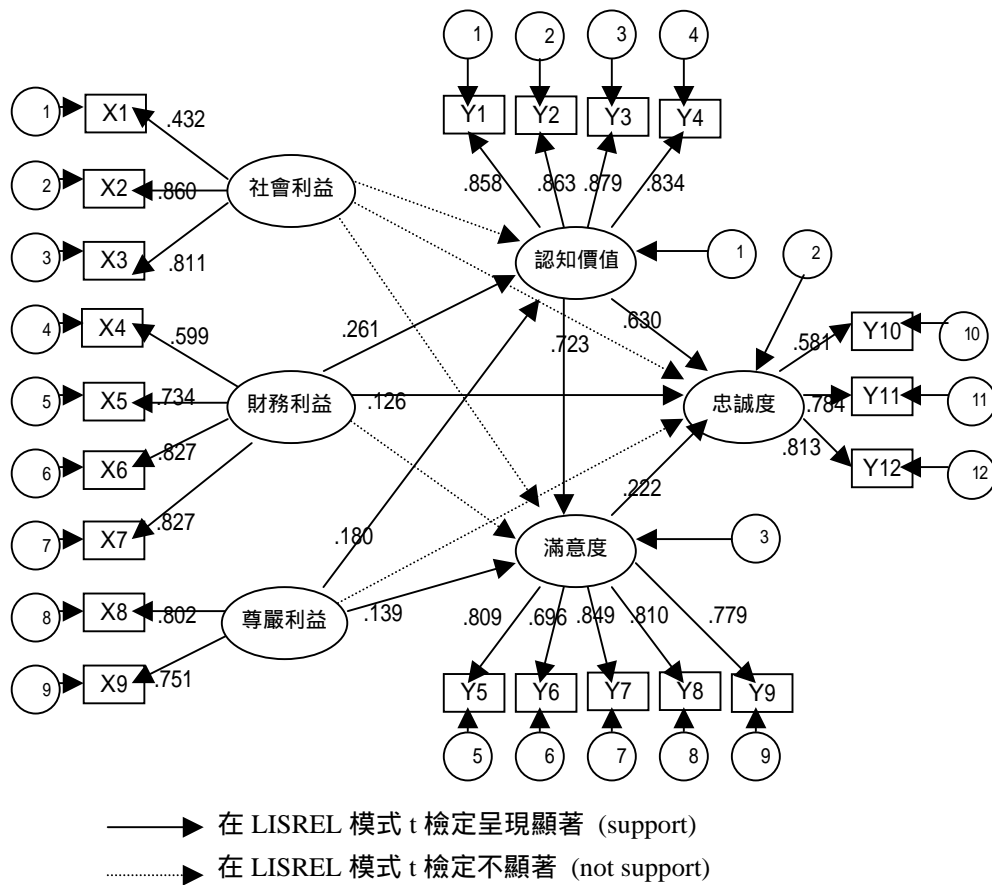 1 2 3 4
1 X1 .432 Y1 Y2 Y3 Y4
2 X2 .860 社會利益 .858 .863 .879 .834
3 X3 .811 認知價值 1 2
4 X4 .599 .261 .723 .630 .581 Y10 10
5 X5 .734 財務利益 .126 忠誠度 .784 Y11 11
6 X6 .827 .813 Y12 12
7 X7 .827 .180 .222 滿意度 3
8 X8 .802 尊嚴利益 .139 .809 .696 .849 .810 .779
9 X9 .751 Y5 Y6 Y7 Y8 Y9
5 6 7 8 9
在 LISREL 模式 t 檢定呈現顯著 (support)
在 LISREL 模式 t 檢定不顯著 (not support)